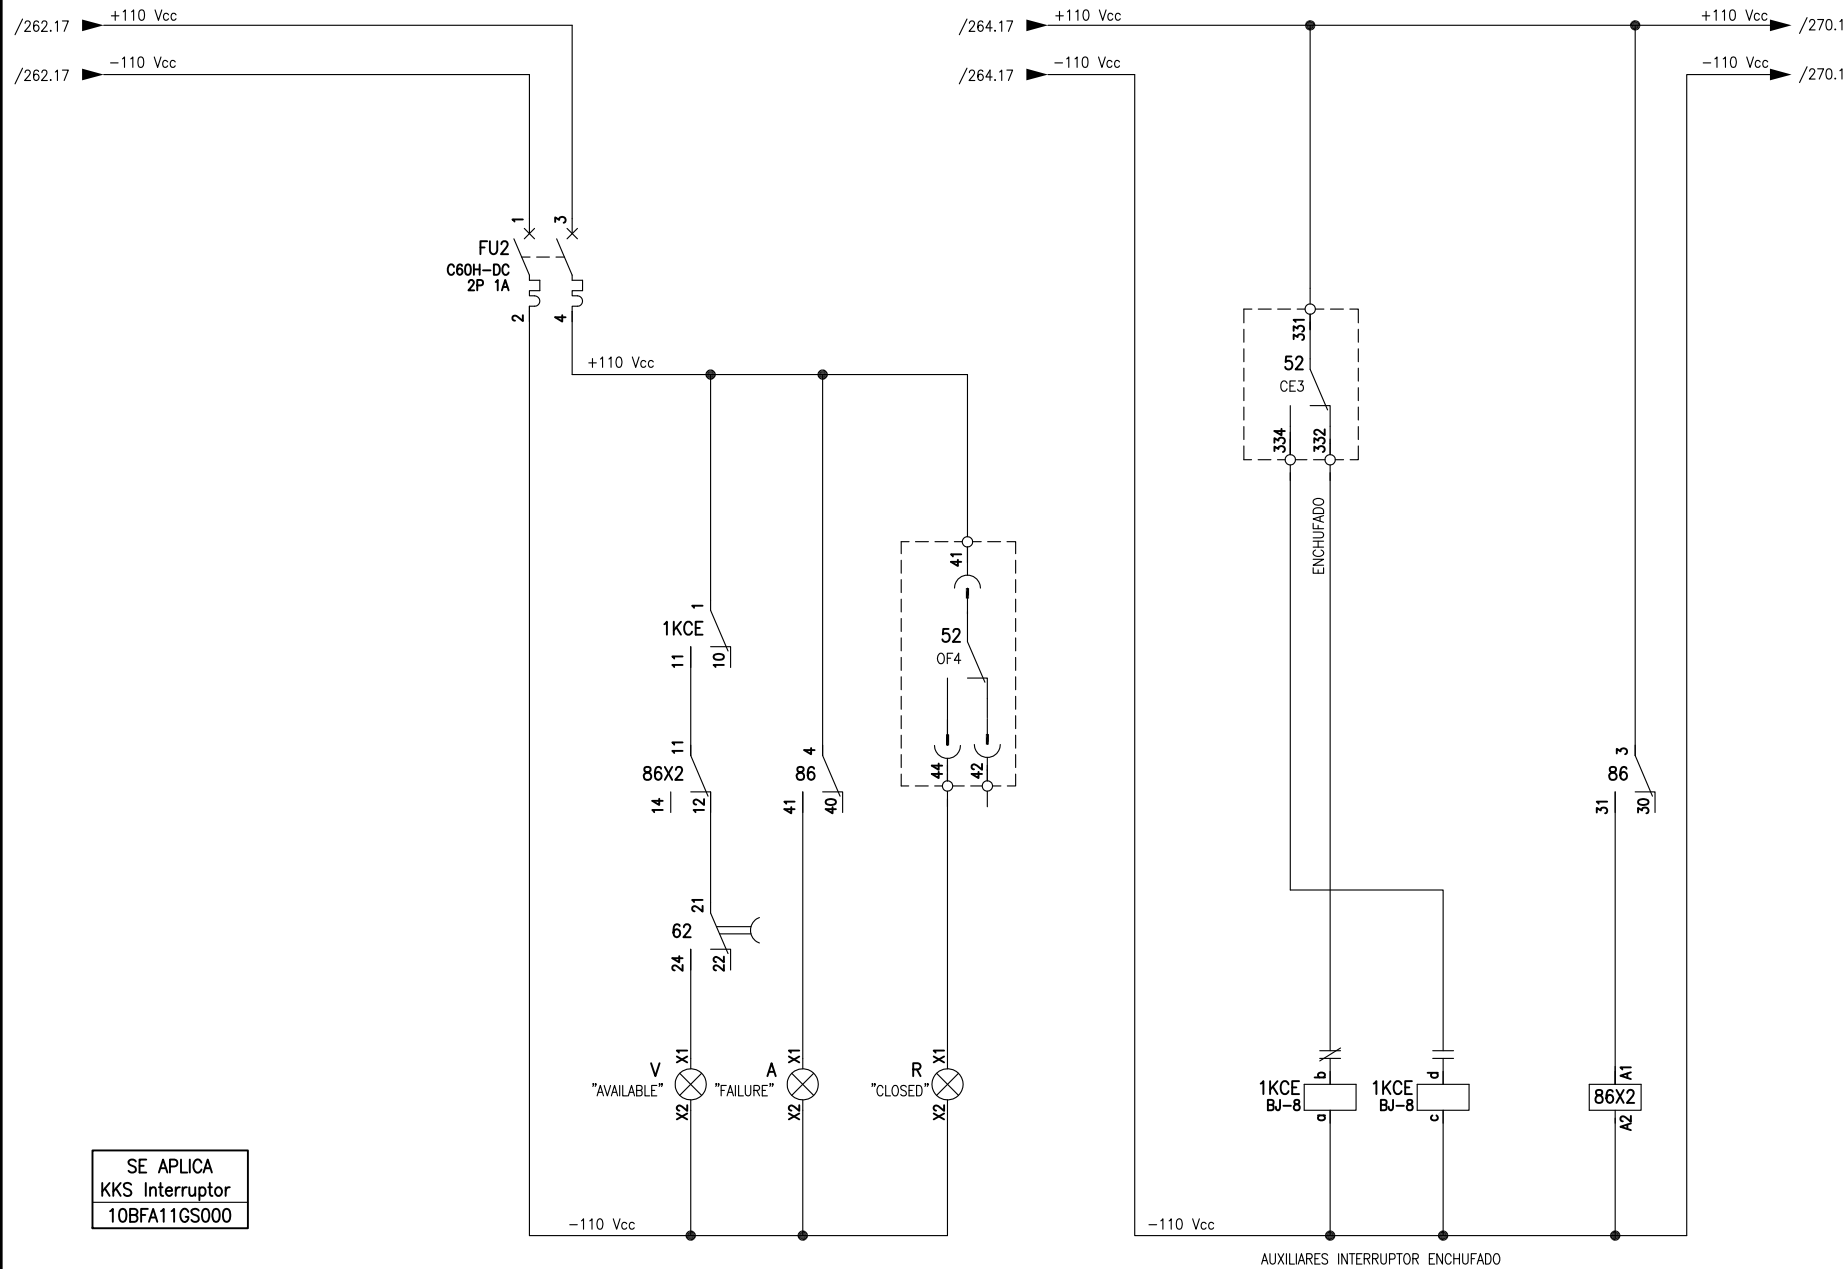 +110 Vcc
/262.17
-110 Vcc
/262.17
+110 Vcc
/264.17
-110 Vcc
/264.17
+110 Vcc
/270.1
-110 Vcc
/270.1
1
3
FU2
C60H-DC
2P 1A
2
4
+110 Vcc
331
52
CE3
334
332
ENCHUFADO
41
52
OF4
44
42
1
1KCE
11
10
11
86X2
14
12
4
86
41
40
3
86
31
30
21
62
24
22
V
"AVAILABLE"
X1
X2
A
"FAILURE"
X1
X2
R
"CLOSED"
X1
X2
1KCE
BJ-8
b
a
1KCE
BJ-8
d
c
A1
86X2
A2
SE APLICA
KKS Interruptor
10BFA11GS000
-110 Vcc
-110 Vcc
AUXILIARES INTERRUPTOR ENCHUFADO